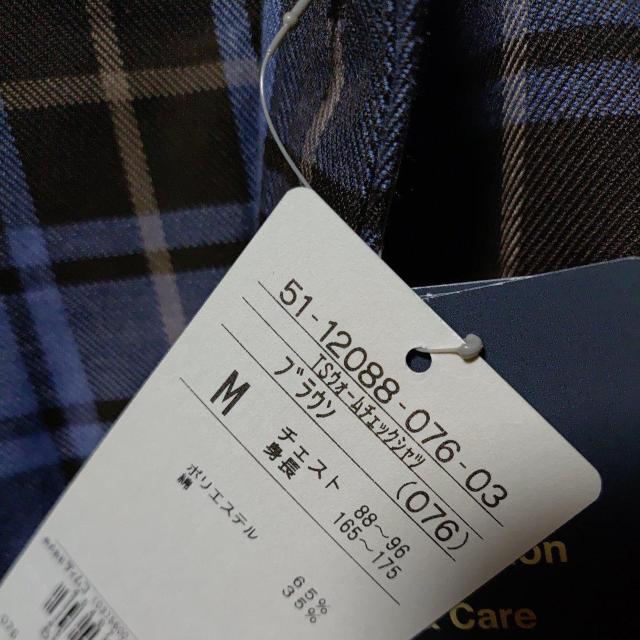 51-12088-076-03
TSウォームチェックシャツ
ブラウン (076)
M チェスト 88～96
身長 165～175
ポリエステル 65%
綿 35%
on
Care